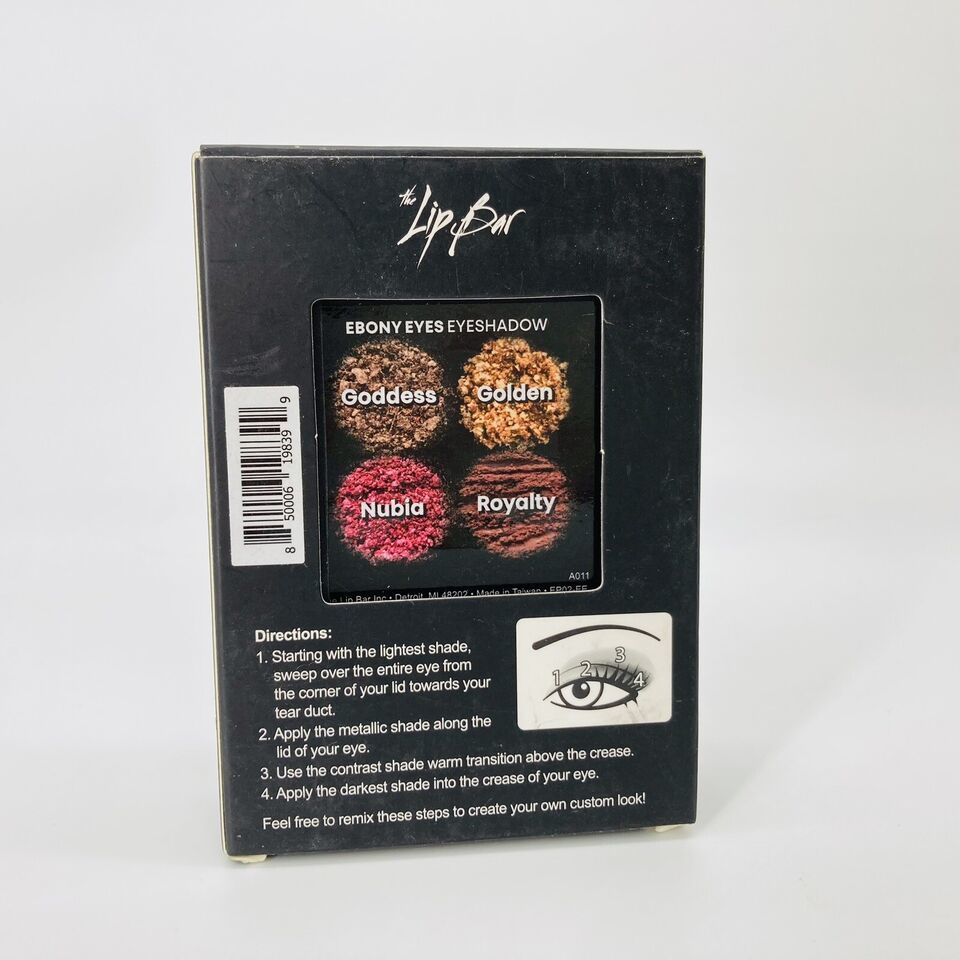 the Lip Bar
EBONY EYES EYESHADOW
Goddess Golden
Nubia Royalty
A011
Lip Bar Inc • Detroit, MI 48202 • Made in Taiwan • EP02-EE
8 50006 19839 9
Directions:
1. Starting with the lightest shade,
sweep over the entire eye from
the corner of your lid towards your
tear duct.
2. Apply the metallic shade along the
lid of your eye.
3. Use the contrast shade warm transition above the crease.
4. Apply the darkest shade into the crease of your eye.
Feel free to remix these steps to create your own custom look!
1 2 3 4